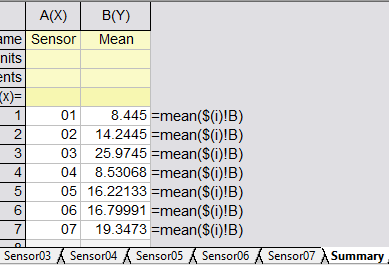 A(X) B(Y)
ame Sensor Mean
nits
ents
(x)=
1 01 8.445 =mean($(i)!B)
2 02 14.2445 =mean($(i)!B)
3 03 25.9745 =mean($(i)!B)
4 04 8.53068 =mean($(i)!B)
5 05 16.22133 =mean($(i)!B)
6 06 16.79991 =mean($(i)!B)
7 07 19.3473 =mean($(i)!B)
Sensor03 Sensor04 Sensor05 Sensor06 Sensor07 Summary